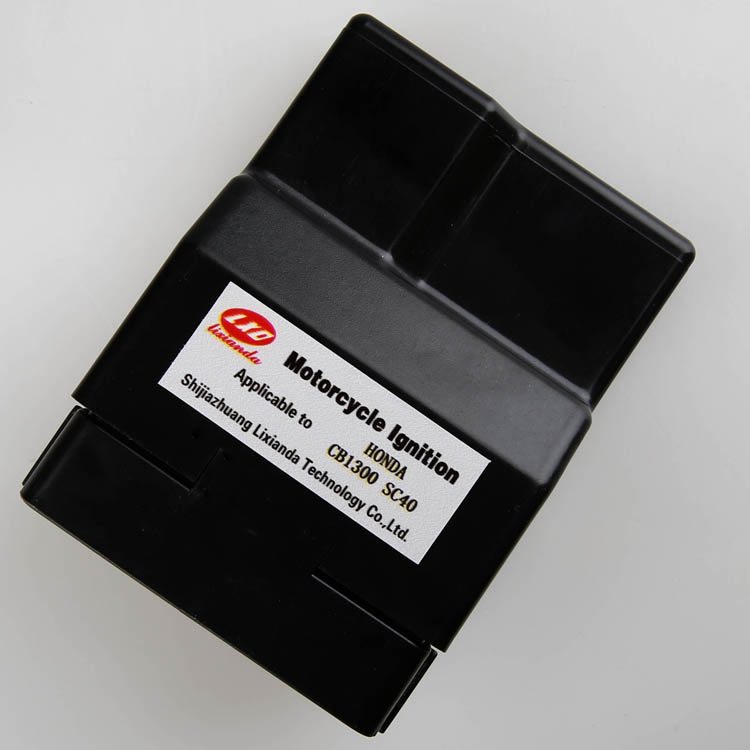 LXD
lixianda
Motorcycle Ignition
Applicable to
HONDA
CB1300 SC40
Shijiazhuang Lixianda Technology Co.,Ltd.